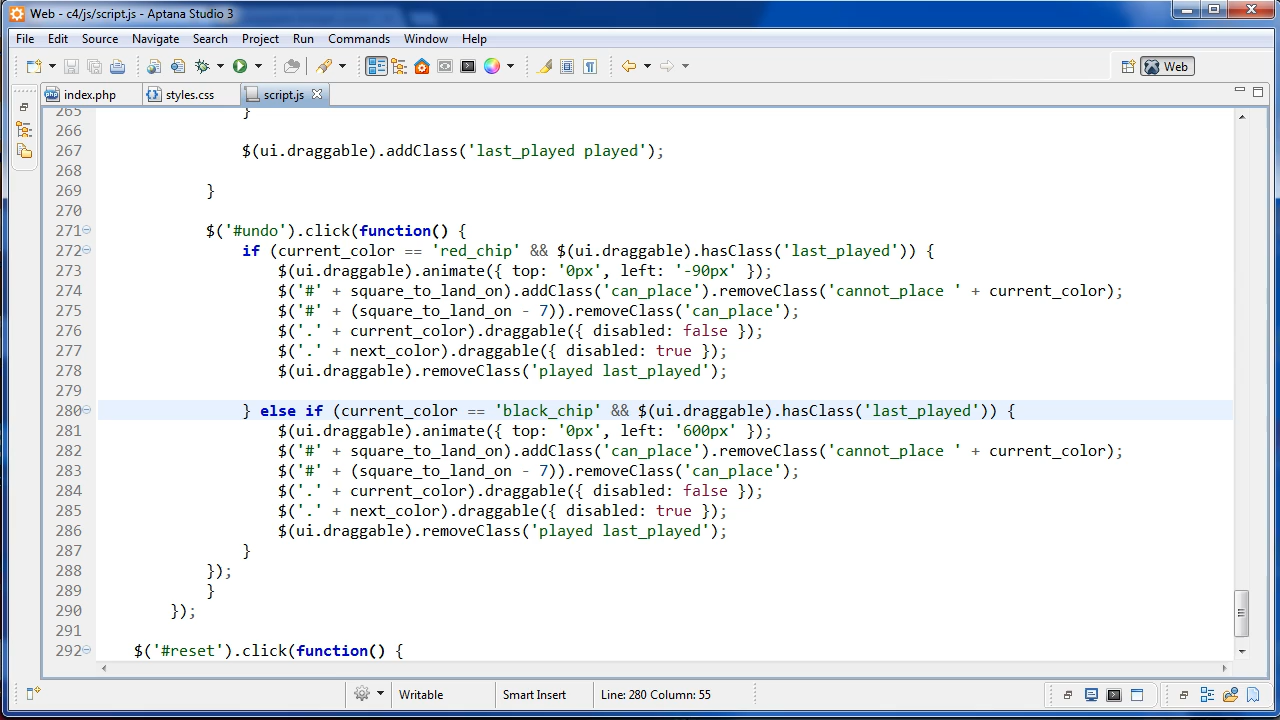 Web - c4/js/script.js - Aptana Studio 3
File Edit Source Navigate Search Project Run Commands Window Help
Web
index.php styles.css script.js
265 }
266
267 $(ui.draggable).addClass('last_played played');
268
269 }
270
271 $('#undo').click(function() {
272 if (current_color == 'red_chip' && $(ui.draggable).hasClass('last_played')) {
273 $(ui.draggable).animate({ top: '0px', left: '-90px' });
274 $('#' + square_to_land_on).addClass('can_place').removeClass('cannot_place ' + current_color);
275 $('#' + (square_to_land_on - 7)).removeClass('can_place');
276 $('.' + current_color).draggable({ disabled: false });
277 $('.' + next_color).draggable({ disabled: true });
278 $(ui.draggable).removeClass('played last_played');
279
280 } else if (current_color == 'black_chip' && $(ui.draggable).hasClass('last_played')) {
281 $(ui.draggable).animate({ top: '0px', left: '600px' });
282 $('#' + square_to_land_on).addClass('can_place').removeClass('cannot_place ' + current_color);
283 $('#' + (square_to_land_on - 7)).removeClass('can_place');
284 $('.' + current_color).draggable({ disabled: false });
285 $('.' + next_color).draggable({ disabled: true });
286 $(ui.draggable).removeClass('played last_played');
287 }
288 });
289 }
290 });
291
292 $('#reset').click(function() {
Writable Smart Insert Line: 280 Column: 55